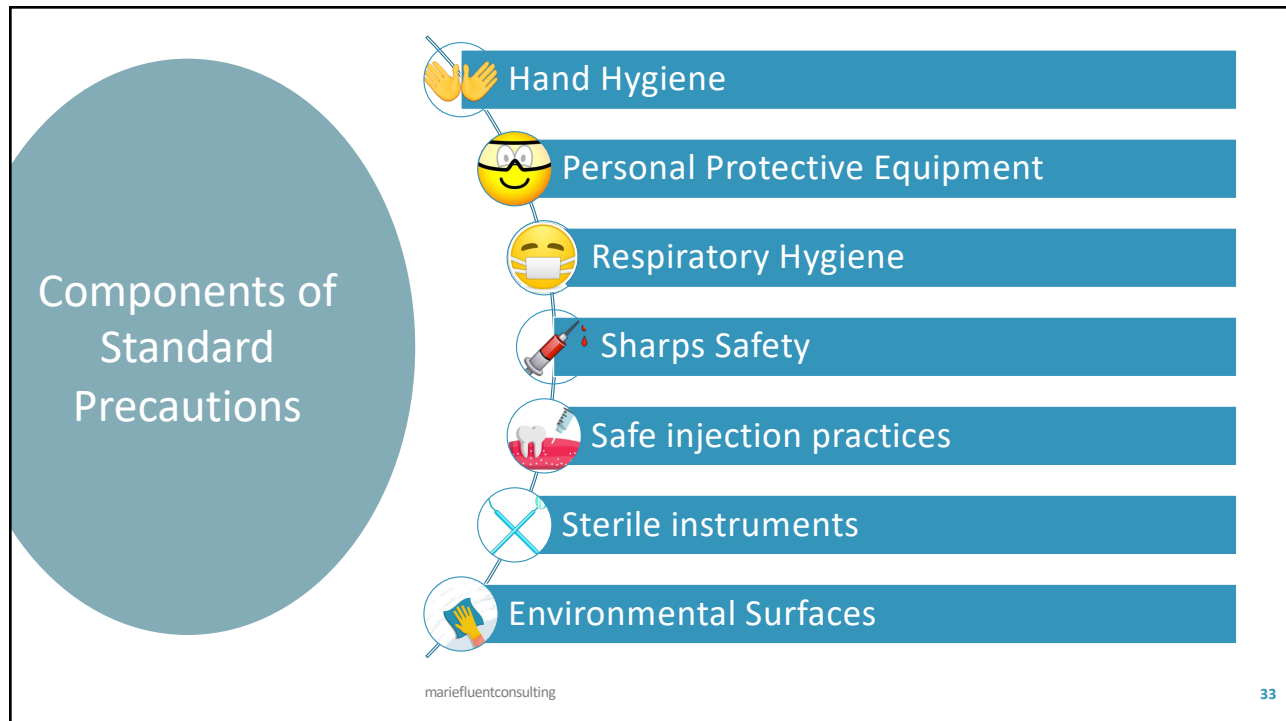 Components of
Standard
Precautions
Hand Hygiene
Personal Protective Equipment
Respiratory Hygiene
Sharps Safety
Safe injection practices
Sterile instruments
Environmental Surfaces
mariefluentconsulting
33